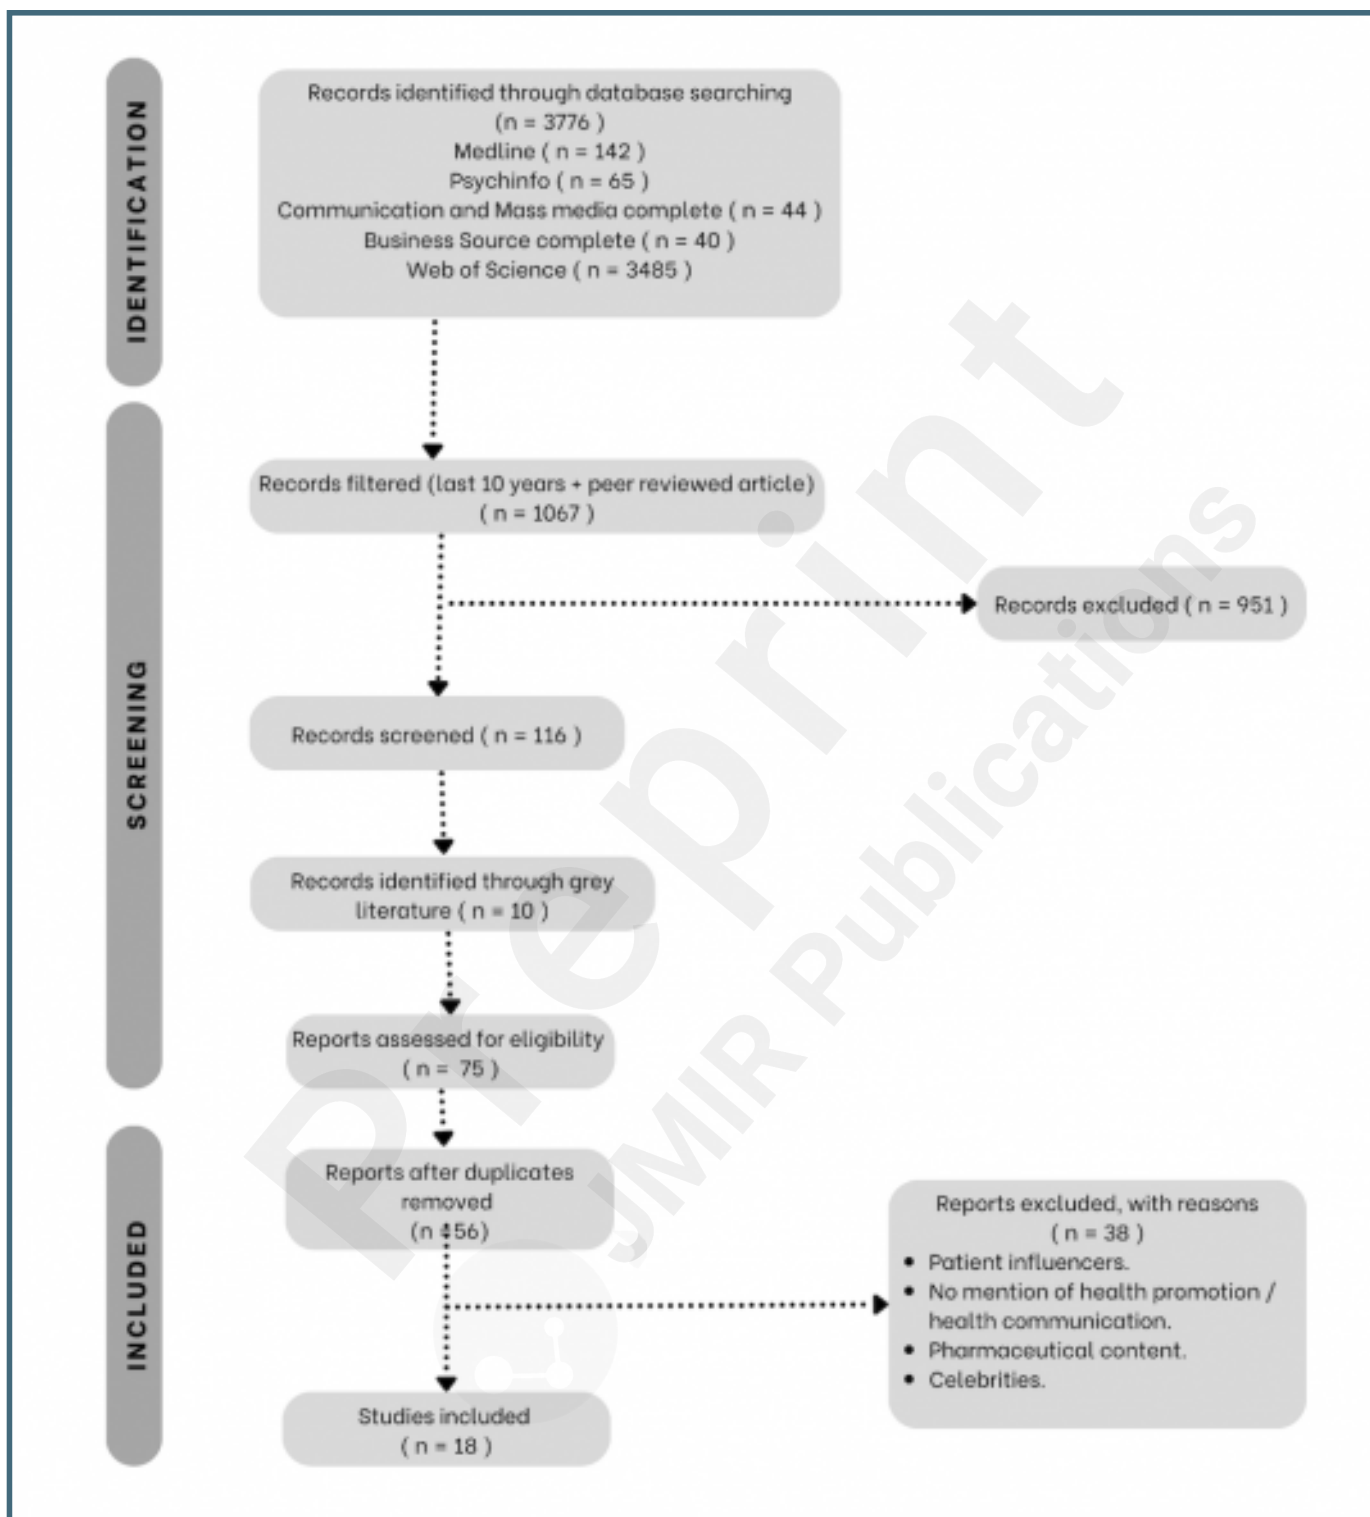 IDENTIFICATION
Records identified through database searching
(n = 3776 )
Medline ( n = 142 )
Psychinfo ( n = 65 )
Communication and Mass media complete ( n = 44 )
Business Source complete ( n = 40 )
Web of Science ( n = 3485 )
SCREENING
Records filtered (last 10 years + peer reviewed article)
( n = 1067 )
Records excluded ( n = 951 )
Records screened ( n = 116 )
Records identified through grey
literature ( n = 10 )
Reports assessed for eligibility
( n = 75 )
INCLUDED
Reports after duplicates
removed
(n =56)
Reports excluded, with reasons
( n = 38 )
• Patient influencers.
• No mention of health promotion /
health communication.
• Pharmaceutical content.
• Celebrities.
Studies included
( n = 18 )
Preprint
JMIR Publications